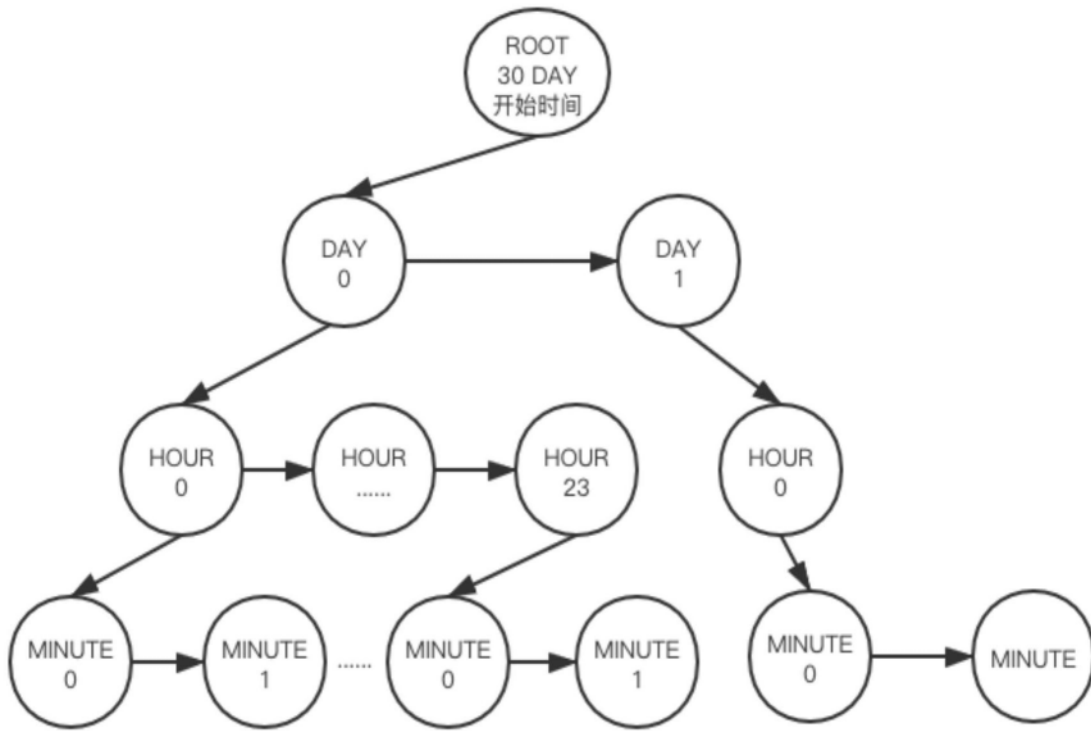 ROOT
30 DAY
开始时间
DAY
0
DAY
1
HOUR
0
HOUR
......
HOUR
23
HOUR
0
MINUTE
0
MINUTE
1
......
MINUTE
0
MINUTE
1
MINUTE
0
MINUTE